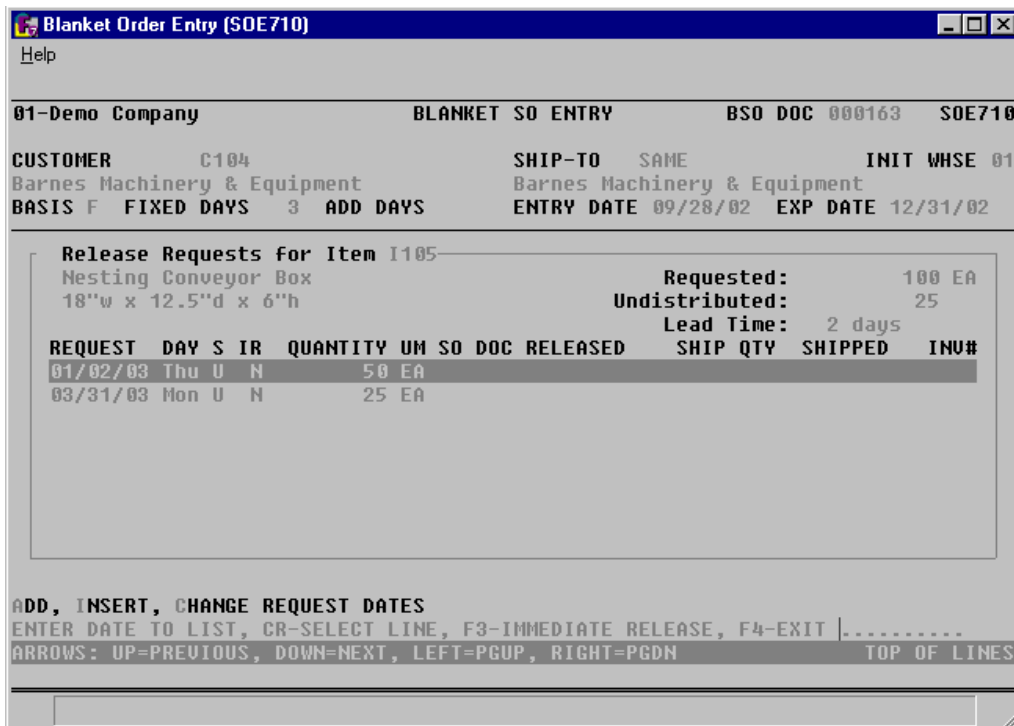 Blanket Order Entry (SOE710)
Help
01-Demo Company BLANKET SO ENTRY BSO DOC 000163 SOE710
CUSTOMER C104 SHIP-TO SAME INIT WHSE 01
Barnes Machinery & Equipment Barnes Machinery & Equipment
BASIS F FIXED DAYS 3 ADD DAYS ENTRY DATE 09/28/02 EXP DATE 12/31/02
Release Requests for Item I105
Nesting Conveyor Box Requested: 100 EA
18"w x 12.5"d x 6"h Undistributed: 25
Lead Time: 2 days
REQUEST DAY S IR QUANTITY UM SO DOC RELEASED SHIP QTY SHIPPED INV#
01/02/03 Thu U N 50 EA
03/31/03 Mon U N 25 EA
ADD, INSERT, CHANGE REQUEST DATES
ENTER DATE TO LIST, CR-SELECT LINE, F3-IMMEDIATE RELEASE, F4-EXIT ..........
ARROWS: UP=PREVIOUS, DOWN=NEXT, LEFT=PGUP, RIGHT=PGDN TOP OF LINES